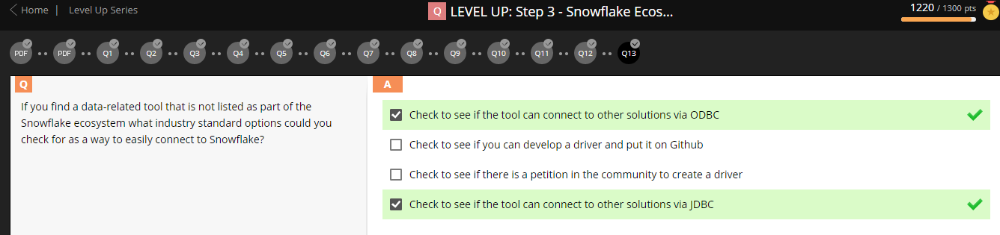 Home | Level Up Series
Q LEVEL UP: Step 3 - Snowflake Ecos...
1220 / 1300 pts
PDF PDF Q1 Q2 Q3 Q4 Q5 Q6 Q7 Q8 Q9 Q10 Q11 Q12 Q13
Q
If you find a data-related tool that is not listed as part of the
Snowflake ecosystem what industry standard options could you
check for as a way to easily connect to Snowflake?
A
Check to see if the tool can connect to other solutions via ODBC
Check to see if you can develop a driver and put it on Github
Check to see if there is a petition in the community to create a driver
Check to see if the tool can connect to other solutions via JDBC